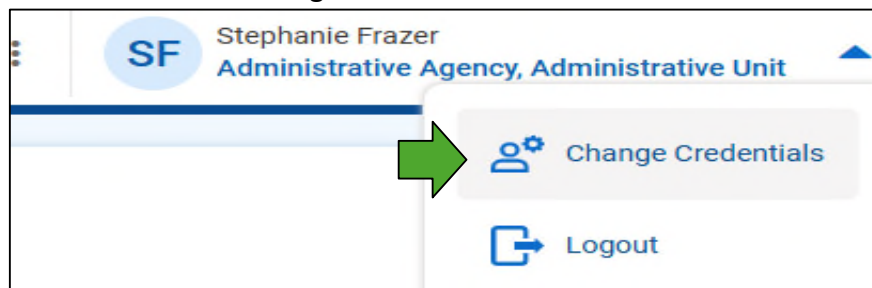 SF
Stephanie Frazer
Administrative Agency, Administrative Unit
Change Credentials
Logout